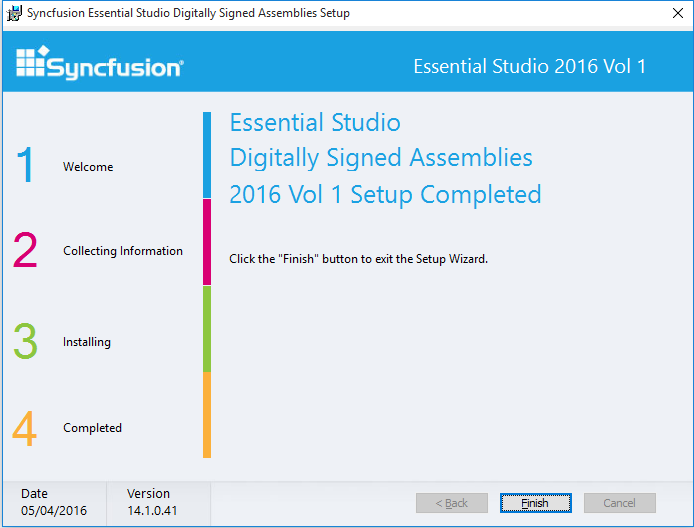 Syncfusion Essential Studio Digitally Signed Assemblies Setup
Syncfusion®
Essential Studio 2016 Vol 1
1 Welcome
2 Collecting Information
3 Installing
4 Completed
Essential Studio
Digitally Signed Assemblies
2016 Vol 1 Setup Completed
Click the "Finish" button to exit the Setup Wizard.
Date
05/04/2016
Version
14.1.0.41
< Back
Finish
Cancel